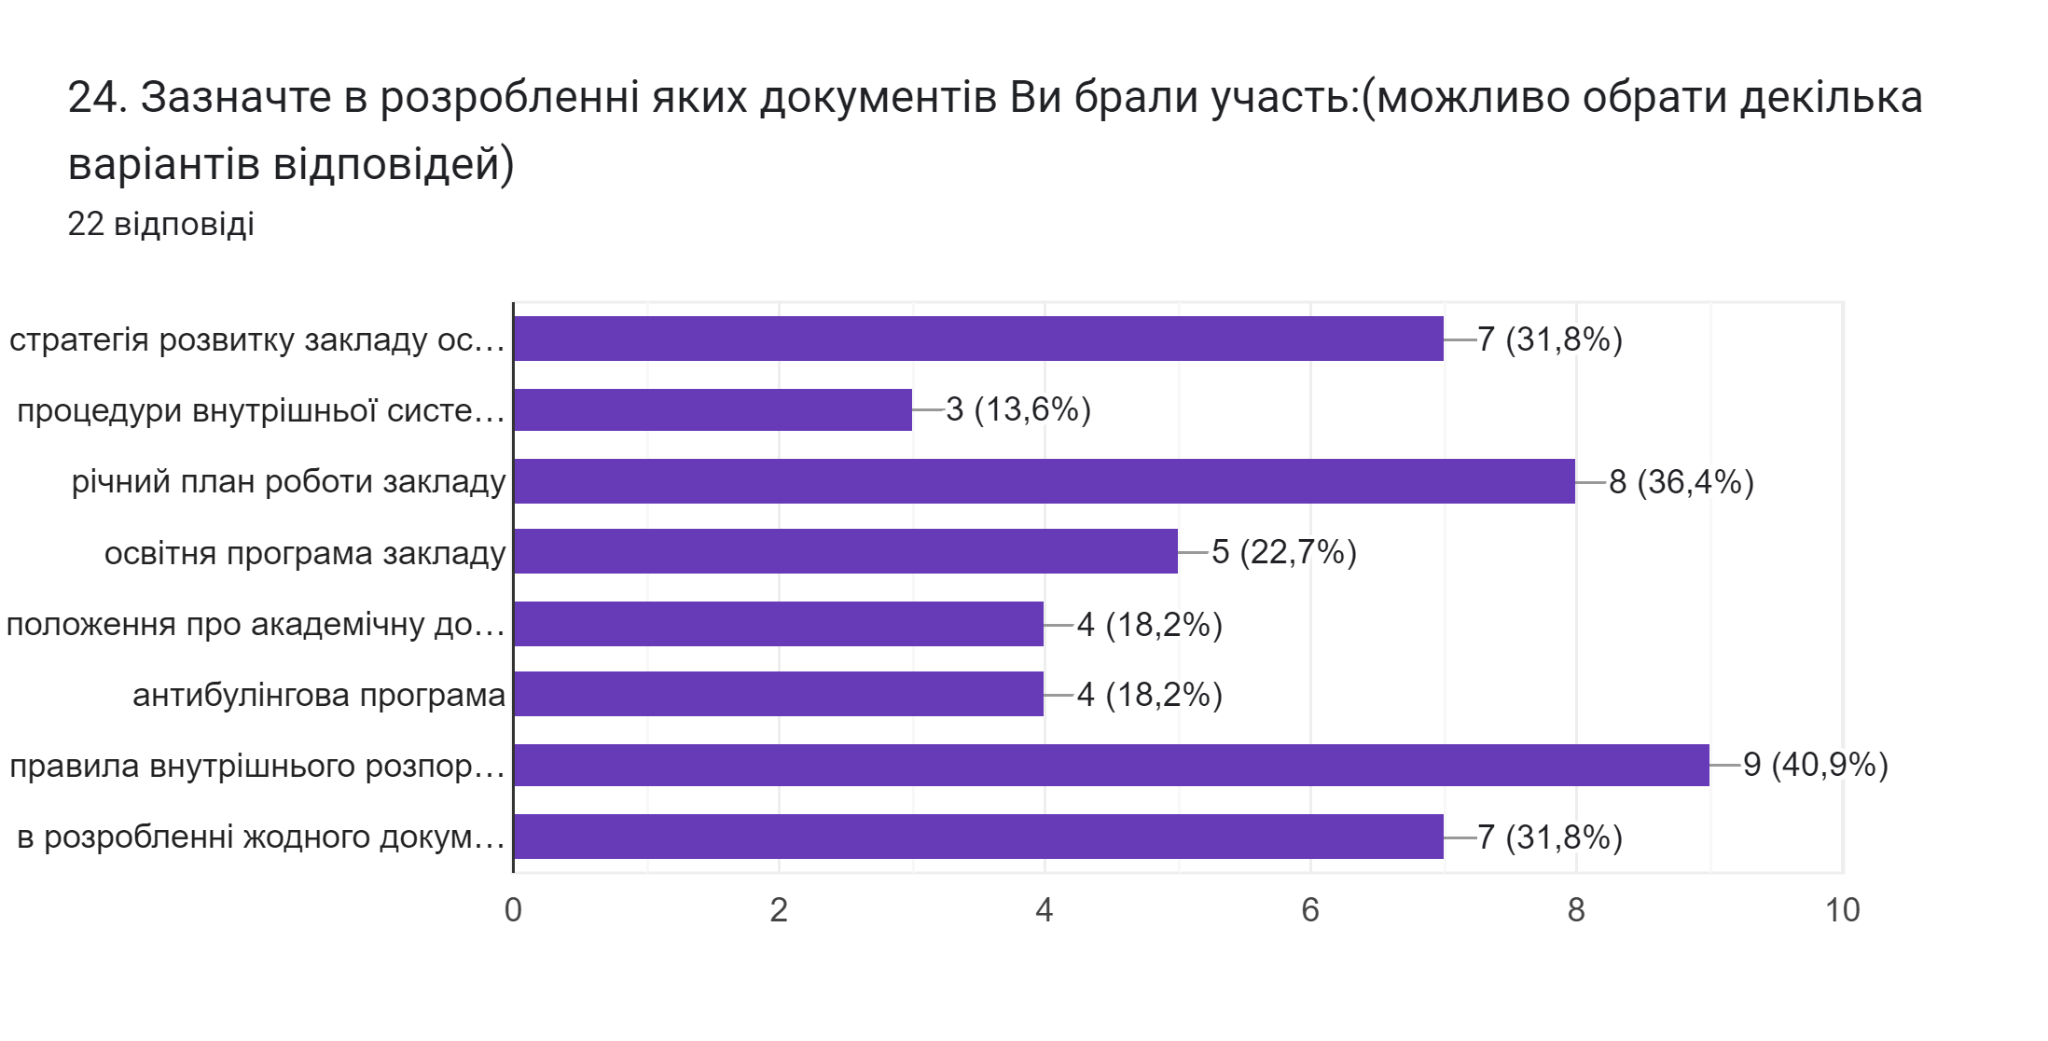 24. Зазначте в розробленні яких документів Ви брали участь:(можливо обрати декілька
варіантів відповідей)
22 відповіді
стратегія розвитку закладу ос…
7 (31,8%)
процедури внутрішньої систе…
3 (13,6%)
річний план роботи закладу
8 (36,4%)
освітня програма закладу
5 (22,7%)
положення про академічну до…
4 (18,2%)
антибулінгова програма
4 (18,2%)
правила внутрішнього розпор…
9 (40,9%)
в розробленні жодного докум…
7 (31,8%)
0 2 4 6 8 10